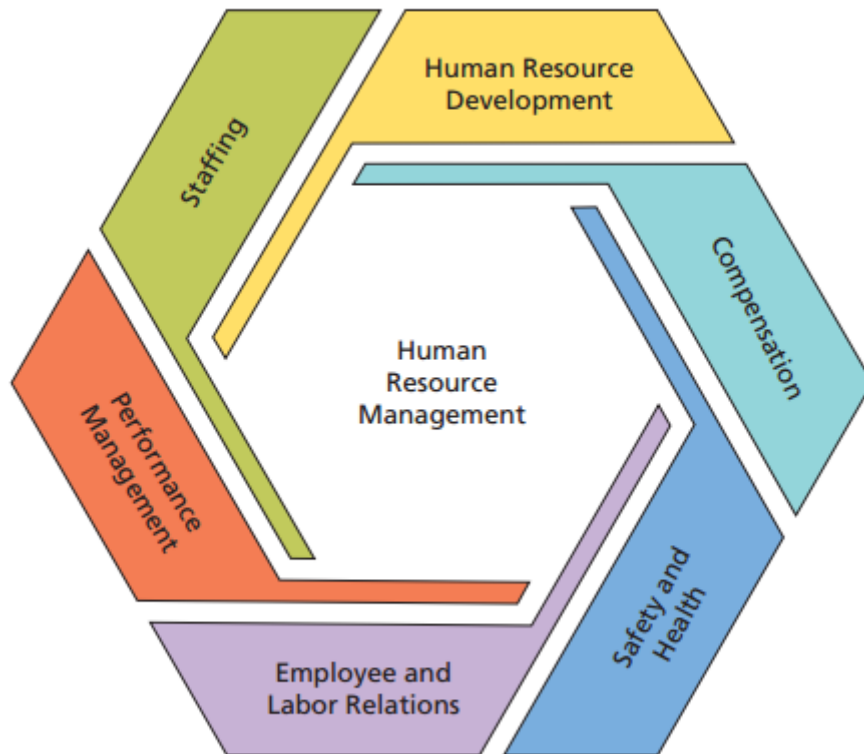 Human Resource
Development
Staffing
Compensation
Human
Resource
Management
Performance
Management
Safety and
Health
Employee and
Labor Relations